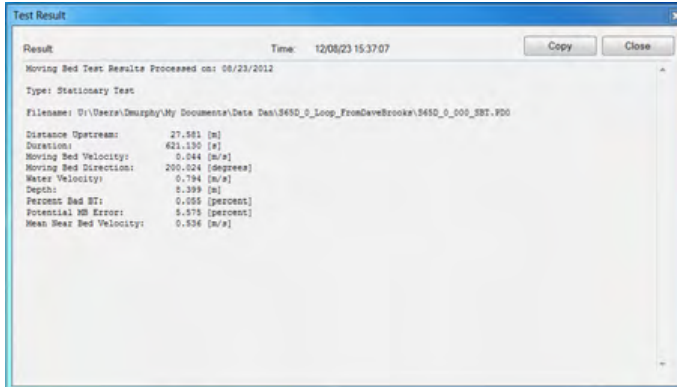 Test Result
Result Time: 12/08/23 15:37:07 Copy Close
Moving Bed Test Results Processed on: 08/23/2012
Type: Stationary Test
Filename: U:\Users\Dmurphy\My Documents\Data Dan\S65D_0_Loop_FromDaveBrooks\S65D_0_000_SBT.PD0
Distance Upstream: 27.581 [m]
Duration: 621.130 [s]
Moving Bed Velocity: 0.044 [m/s]
Moving Bed Direction: 200.024 [degrees]
Water Velocity: 0.794 [m/s]
Depth: 8.399 [m]
Percent Bad BT: 0.055 [percent]
Potential MB Error: 5.575 [percent]
Mean Near Bed Velocity: 0.536 [m/s]